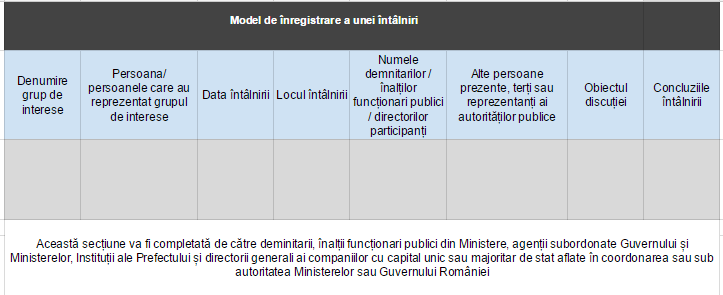 Model de înregistrare a unei întâlniri
Denumire
grup de
interese
Persoana/
persoanele care au
reprezentat grupul
de interese
Data întâlnirii
Locul întâlnirii
Numele
demnitarilor /
înalților
funcționari publici
/ directorilor
participanți
Alte persoane
prezente, terți sau
reprezentanți ai
autorităților publice
Obiectul
discuției
Concluziile
întâlnirii
Această secțiune va fi completată de către deminitarii, înalții funcționari publici din Ministere, agenții subordonate Guvernului și
Ministerelor, Instituții ale Prefectului și directorii generali ai companiilor cu capital unic sau majoritar de stat aflate în coordonarea sau sub
autoritatea Ministerelor sau Guvernului României